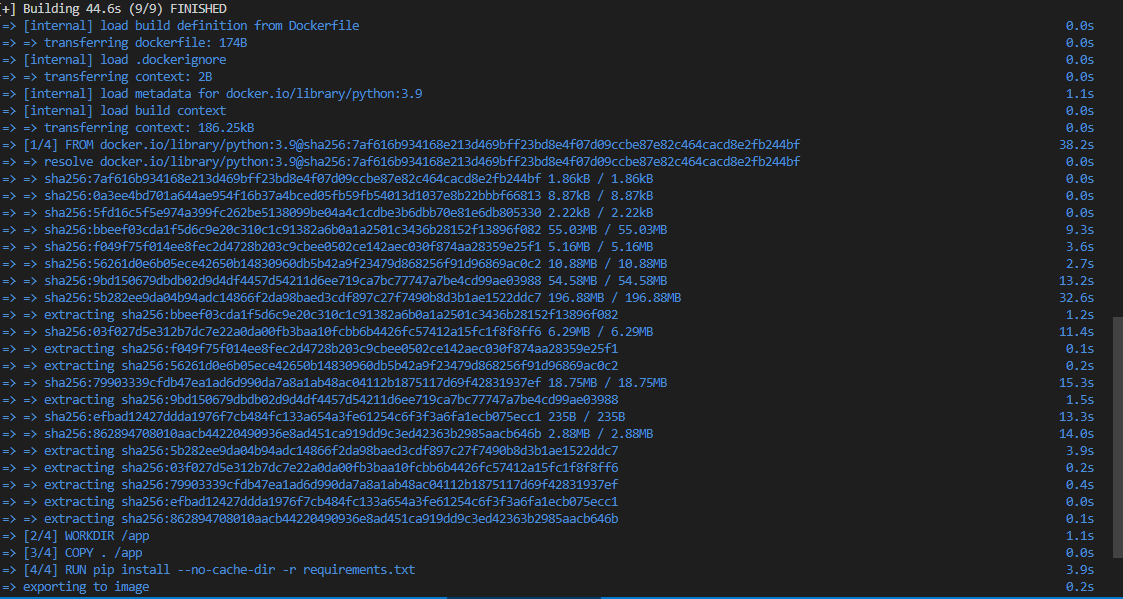 [+] Building 44.6s (9/9) FINISHED
=> [internal] load build definition from Dockerfile 0.0s
=> => transferring dockerfile: 174B 0.0s
=> [internal] load .dockerignore 0.0s
=> => transferring context: 2B 0.0s
=> [internal] load metadata for docker.io/library/python:3.9 1.1s
=> [internal] load build context 0.0s
=> => transferring context: 186.25kB 0.0s
=> [1/4] FROM docker.io/library/python:3.9@sha256:7af616b934168e213d469bff23bd8e4f07d09ccbe87e82c464cacd8e2fb244bf 38.2s
=> => resolve docker.io/library/python:3.9@sha256:7af616b934168e213d469bff23bd8e4f07d09ccbe87e82c464cacd8e2fb244bf 0.0s
=> => sha256:7af616b934168e213d469bff23bd8e4f07d09ccbe87e82c464cacd8e2fb244bf 1.86kB / 1.86kB 0.0s
=> => sha256:0a3ee4bd701a644ae954f16b37a4bced05fb59fb54013d1037e8b22bbbf66813 8.87kB / 8.87kB 0.0s
=> => sha256:5fd16c5f5e974a399fc262be5138099be04a4c1cdbe3b6dbb70e81e6db805330 2.22kB / 2.22kB 0.0s
=> => sha256:bbeef03cda1f5d6c9e20c310c1c91382a6b0a1a2501c3436b28152f13896f082 55.03MB / 55.03MB 9.3s
=> => sha256:f049f75f014ee8fec2d4728b203c9cbee0502ce142aec030f874aa28359e25f1 5.16MB / 5.16MB 3.6s
=> => sha256:56261d0e6b05ece42650b14830960db5b42a9f23479d868256f91d96869ac0c2 10.88MB / 10.88MB 2.7s
=> => sha256:9bd150679dbdb02d9d4df4457d54211d6ee719ca7bc77747a7be4cd99ae03988 54.58MB / 54.58MB 13.2s
=> => sha256:5b282ee9da04b94adc14866f2da98baed3cdf897c27f7490b8d3b1ae1522ddc7 196.88MB / 196.88MB 32.6s
=> => extracting sha256:bbeef03cda1f5d6c9e20c310c1c91382a6b0a1a2501c3436b28152f13896f082 1.2s
=> => sha256:03f027d5e312b7dc7e22a0da00fb3baa10fcbb6b4426fc57412a15fc1f8f8ff6 6.29MB / 6.29MB 11.4s
=> => extracting sha256:f049f75f014ee8fec2d4728b203c9cbee0502ce142aec030f874aa28359e25f1 0.1s
=> => extracting sha256:56261d0e6b05ece42650b14830960db5b42a9f23479d868256f91d96869ac0c2 0.2s
=> => sha256:79903339cfdb47ea1ad6d990da7a8a1ab48ac04112b1875117d69f42831937ef 18.75MB / 18.75MB 15.3s
=> => extracting sha256:9bd150679dbdb02d9d4df4457d54211d6ee719ca7bc77747a7be4cd99ae03988 1.5s
=> => sha256:efbad12427ddda1976f7cb484fc133a654a3fe61254c6f3f3a6fa1ecb075ecc1 235B / 235B 13.3s
=> => sha256:862894708010aacb44220490936e8ad451ca919dd9c3ed42363b2985aacb646b 2.88MB / 2.88MB 14.0s
=> => extracting sha256:5b282ee9da04b94adc14866f2da98baed3cdf897c27f7490b8d3b1ae1522ddc7 3.9s
=> => extracting sha256:03f027d5e312b7dc7e22a0da00fb3baa10fcbb6b4426fc57412a15fc1f8f8ff6 0.2s
=> => extracting sha256:79903339cfdb47ea1ad6d990da7a8a1ab48ac04112b1875117d69f42831937ef 0.4s
=> => extracting sha256:efbad12427ddda1976f7cb484fc133a654a3fe61254c6f3f3a6fa1ecb075ecc1 0.0s
=> => extracting sha256:862894708010aacb44220490936e8ad451ca919dd9c3ed42363b2985aacb646b 0.1s
=> [2/4] WORKDIR /app 1.1s
=> [3/4] COPY . /app 0.0s
=> [4/4] RUN pip install --no-cache-dir -r requirements.txt 3.9s
=> exporting to image 0.2s